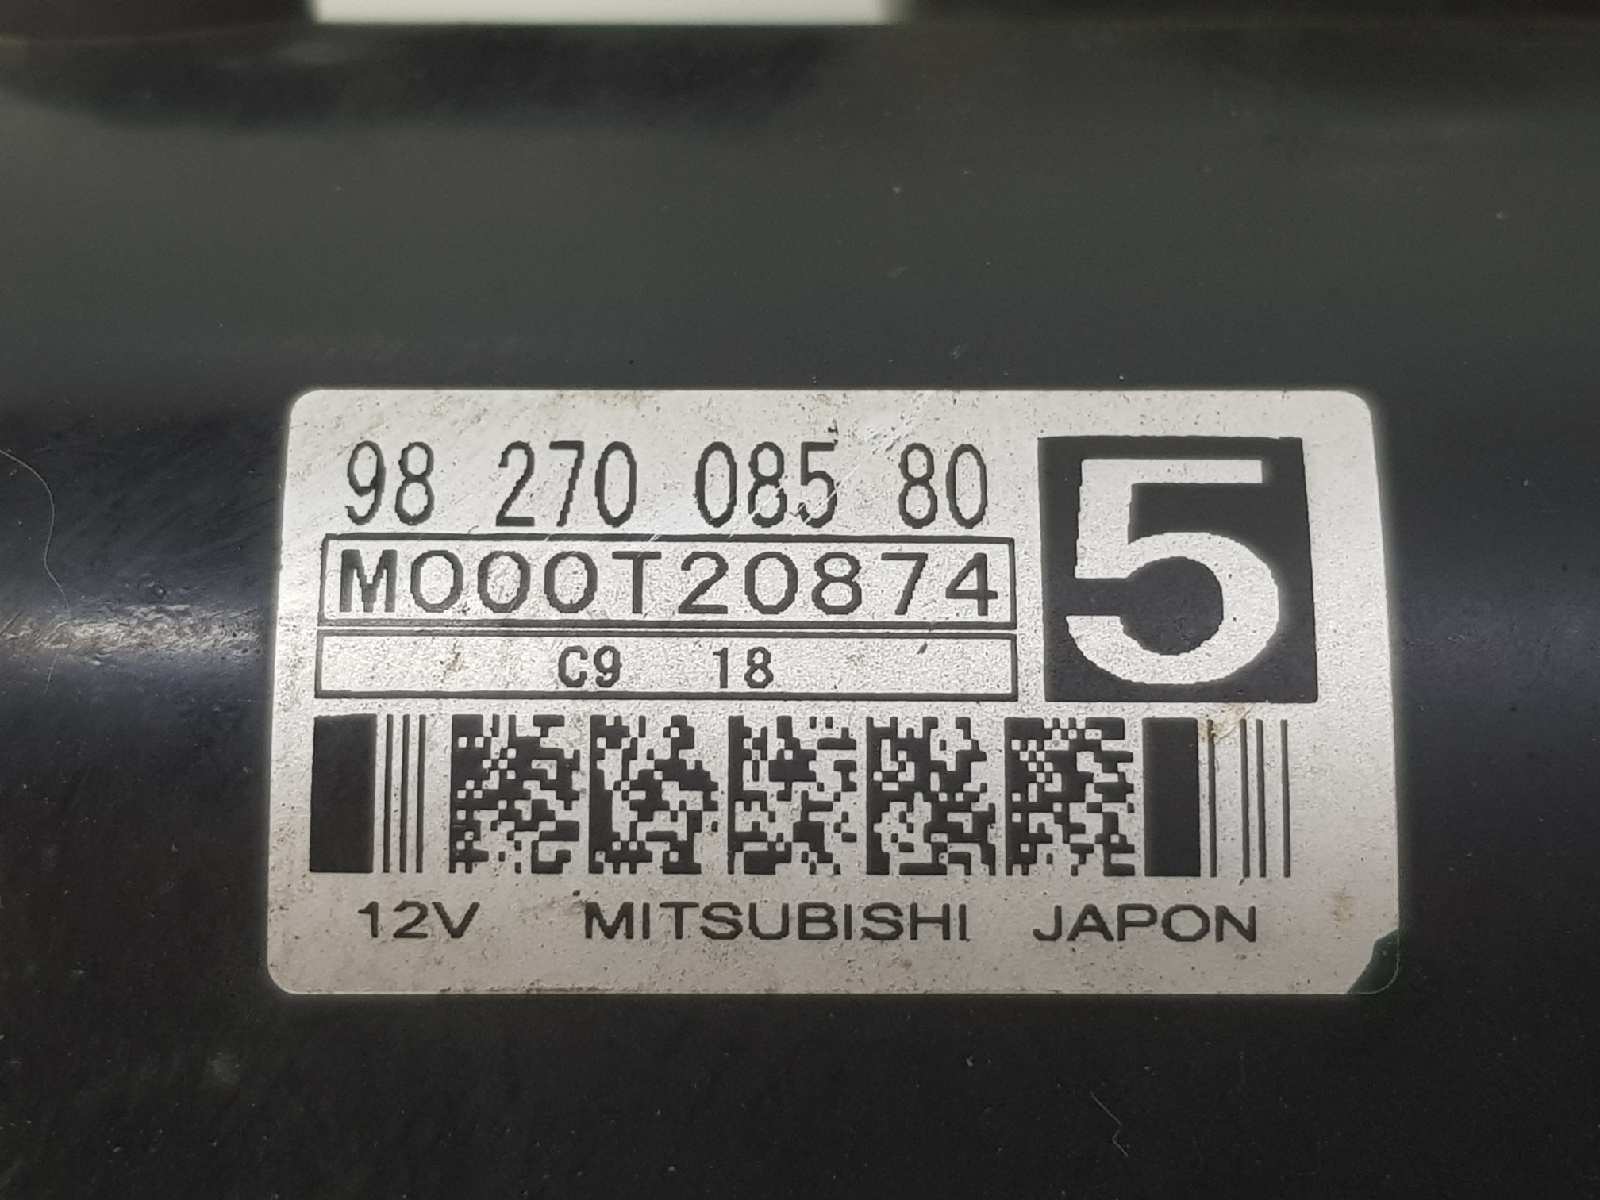 98 270 085 80
5
M000T20874
C9 18
12V MITSUBISHI JAPON